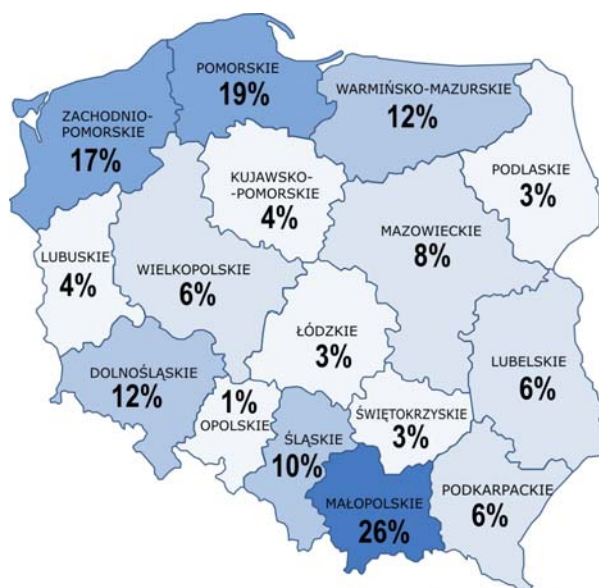 POMORSKIE
19%
ZACHODNIO-
POMORSKIE
17%
WARMIŃSKO-MAZURSKIE
12%
KUJAWSKO-
-POMORSKIE
4%
PODLASKIE
3%
MAZOWIECKIE
8%
LUBUSKIE
4%
WIELKOPOLSKIE
6%
ŁÓDZKIE
3%
LUBELSKIE
6%
DOLNOŚLĄSKIE
12%
1%
OPOLSKIE
ŚLĄSKIE
10%
ŚWIĘTOKRZYSKIE
3%
MAŁOPOLSKIE
26%
PODKARPACKIE
6%